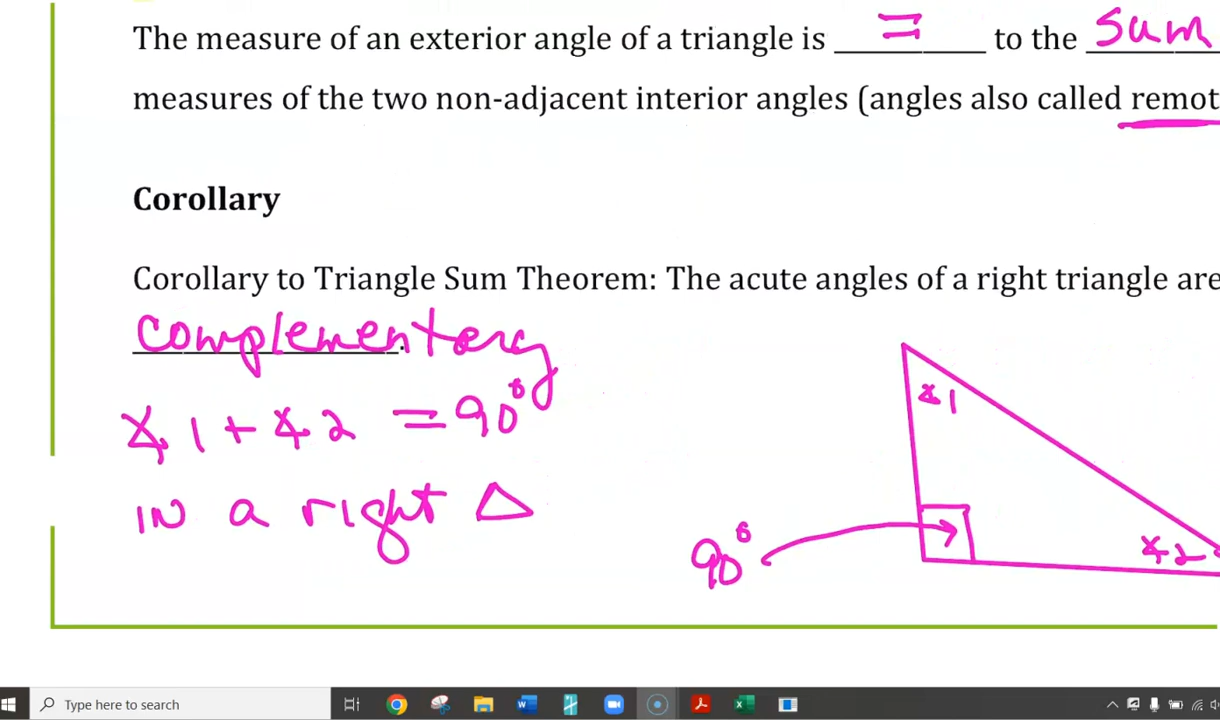 The measure of an exterior angle of a triangle is = to the sum
measures of the two non-adjacent interior angles (angles also called remot
Corollary
Corollary to Triangle Sum Theorem: The acute angles of a right triangle are
complementary.
∡1
∡1 + ∡2 = 90°
in a right △
90°
∡2
Type here to search